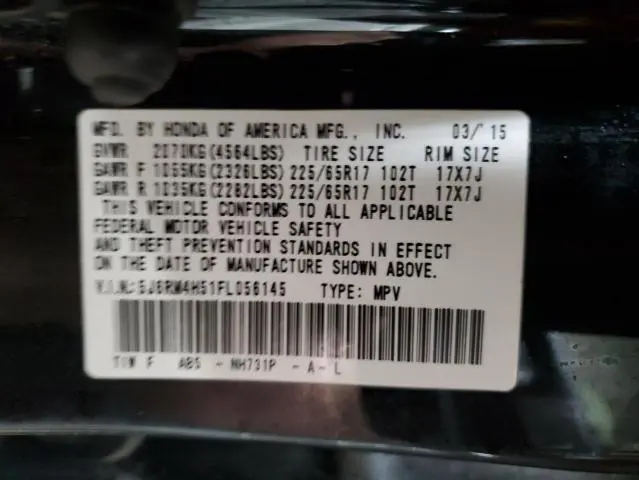 MFD. BY HONDA OF AMERICA MFG., INC. 03/15
GVWR 2070KG(4564LBS) TIRE SIZE RIM SIZE
GAWR F 1055KG(2326LBS) 225/65R17 102T 17X7J
GAWR R 1035KG(2282LBS) 225/65R17 102T 17X7J
THIS VEHICLE CONFORMS TO ALL APPLICABLE
FEDERAL MOTOR VEHICLE SAFETY
AND THEFT PREVENTION STANDARDS IN EFFECT
ON THE DATE OF MANUFACTURE SHOWN ABOVE.
V.I.N.: 5J6RM4H51FL056145 TYPE: MPV
T1W F AB5 - NH731P - A - L